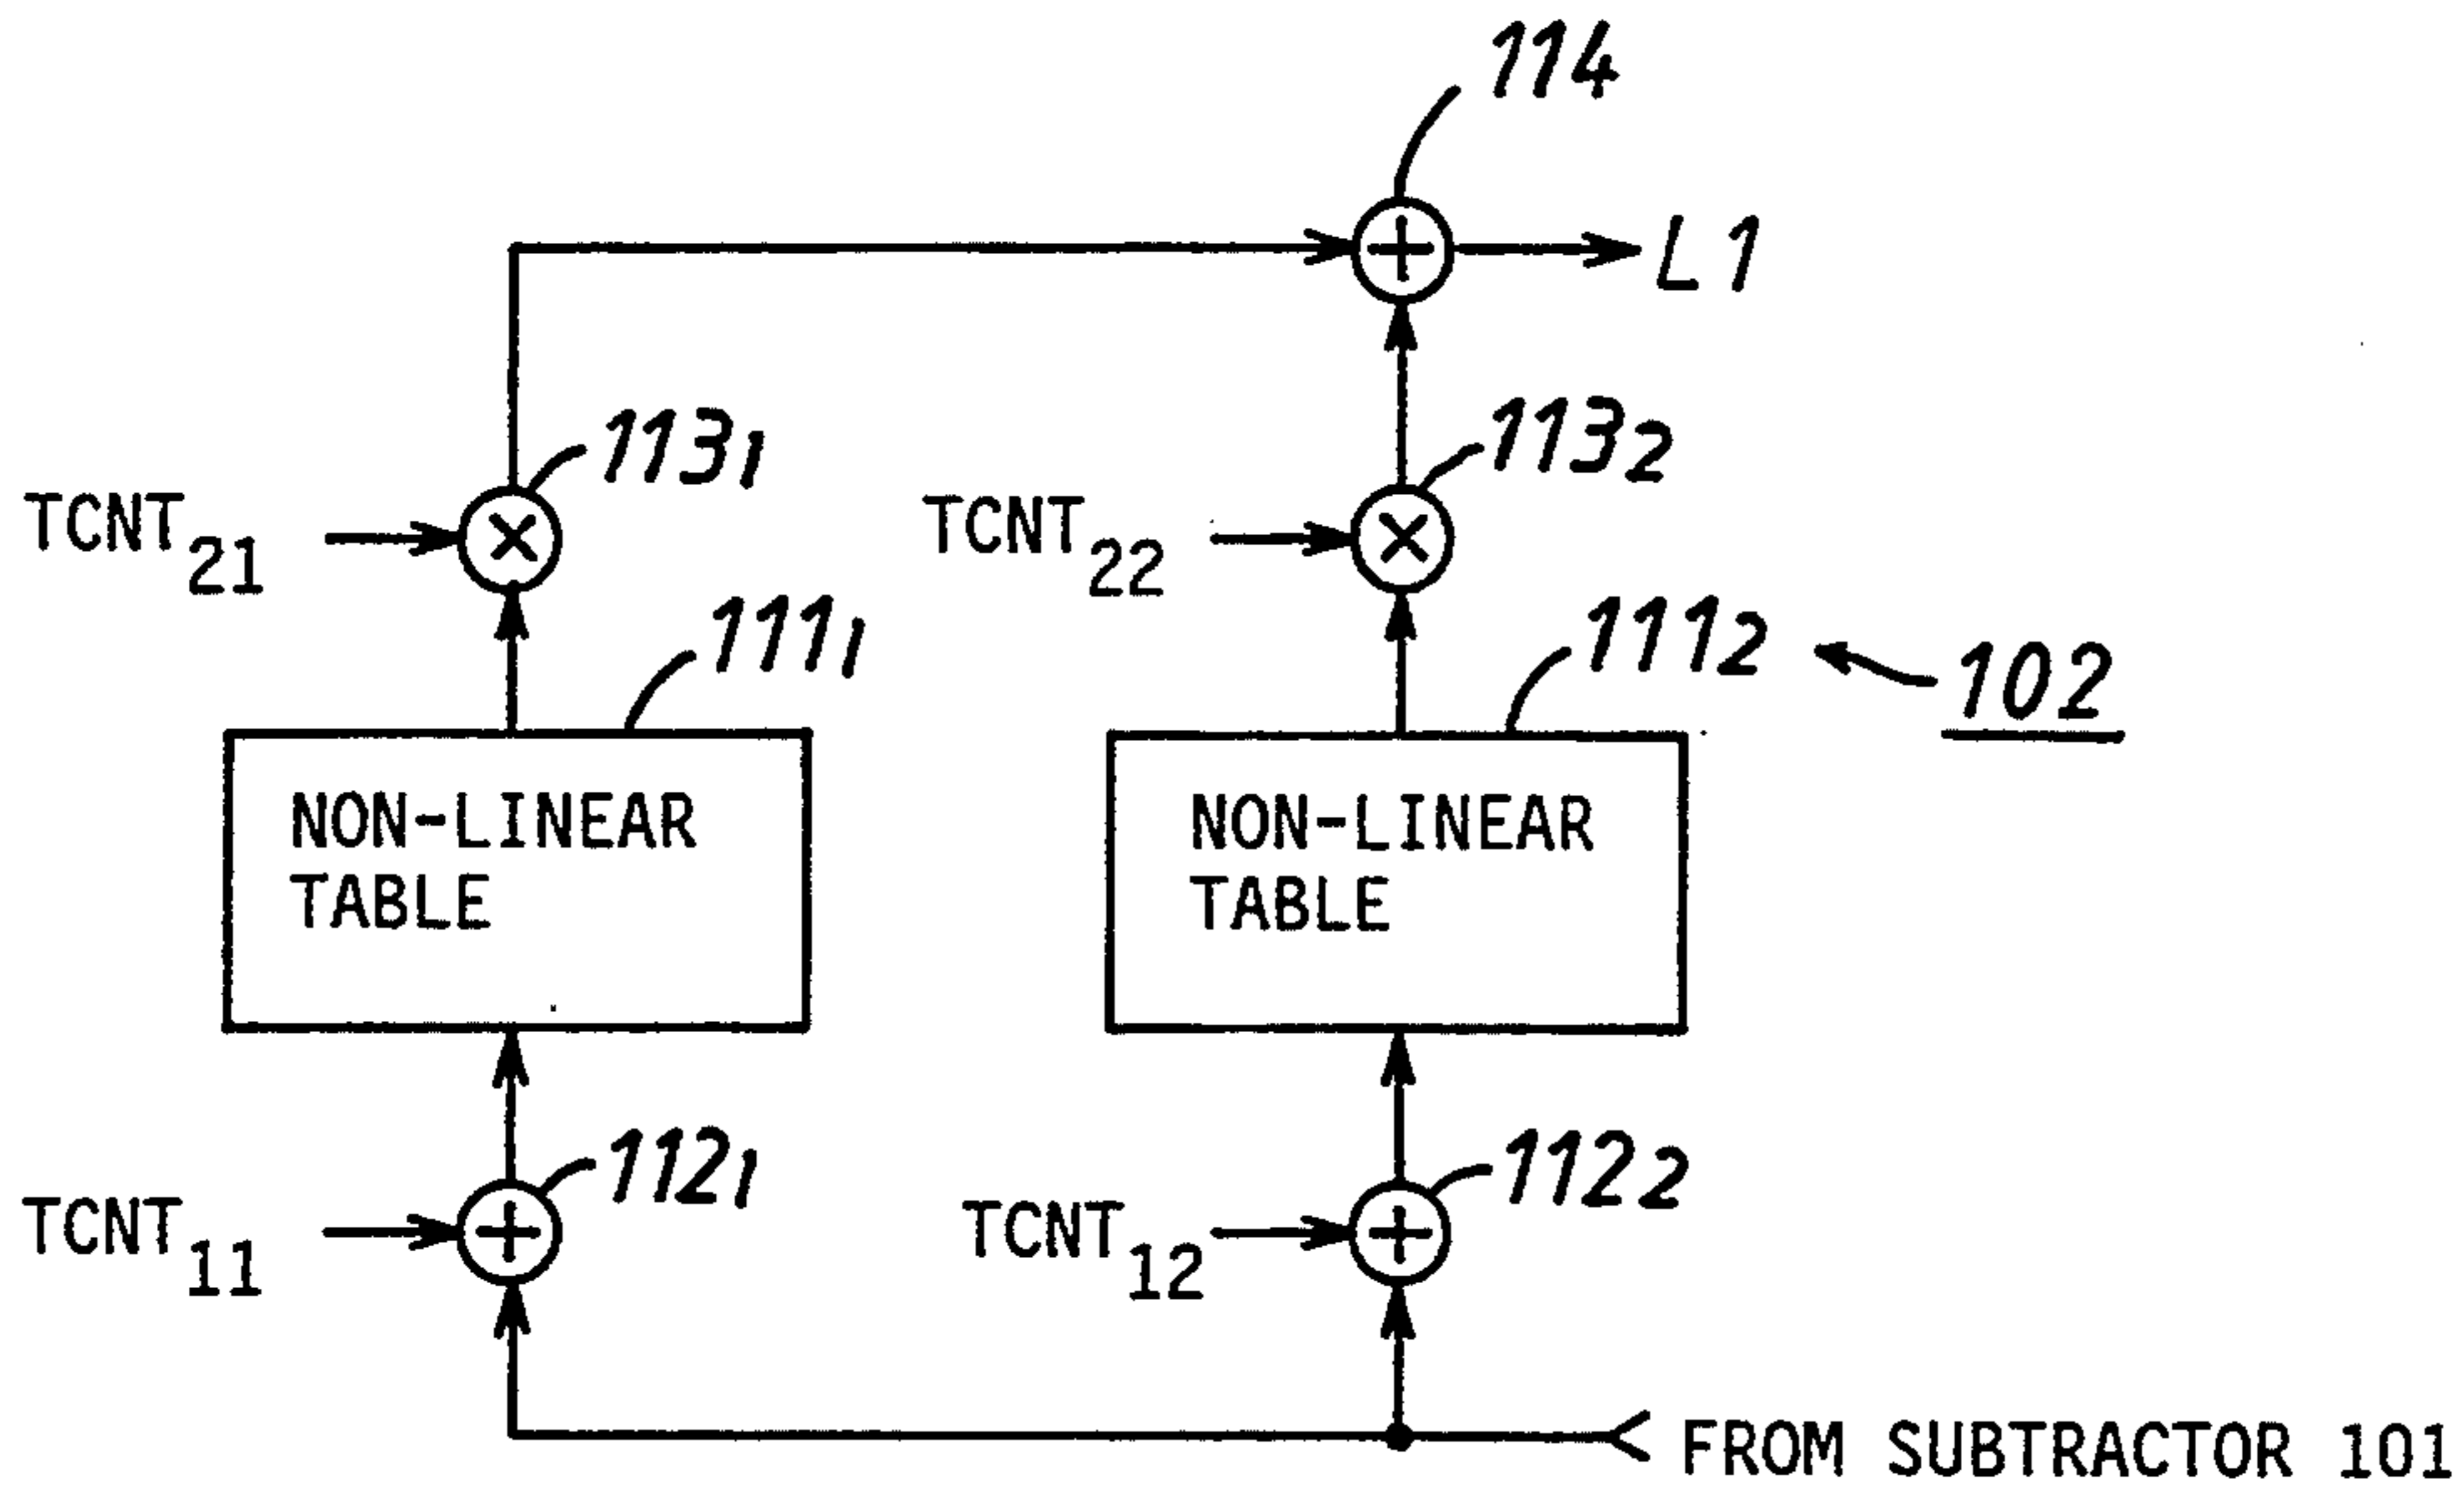 114
L1
113₁
113₂
TCNT₂₁
TCNT₂₂
111₁
111₂
102
NON-LINEAR
TABLE
NON-LINEAR
TABLE
112₁
112₂
TCNT₁₁
TCNT₁₂
FROM SUBTRACTOR 101